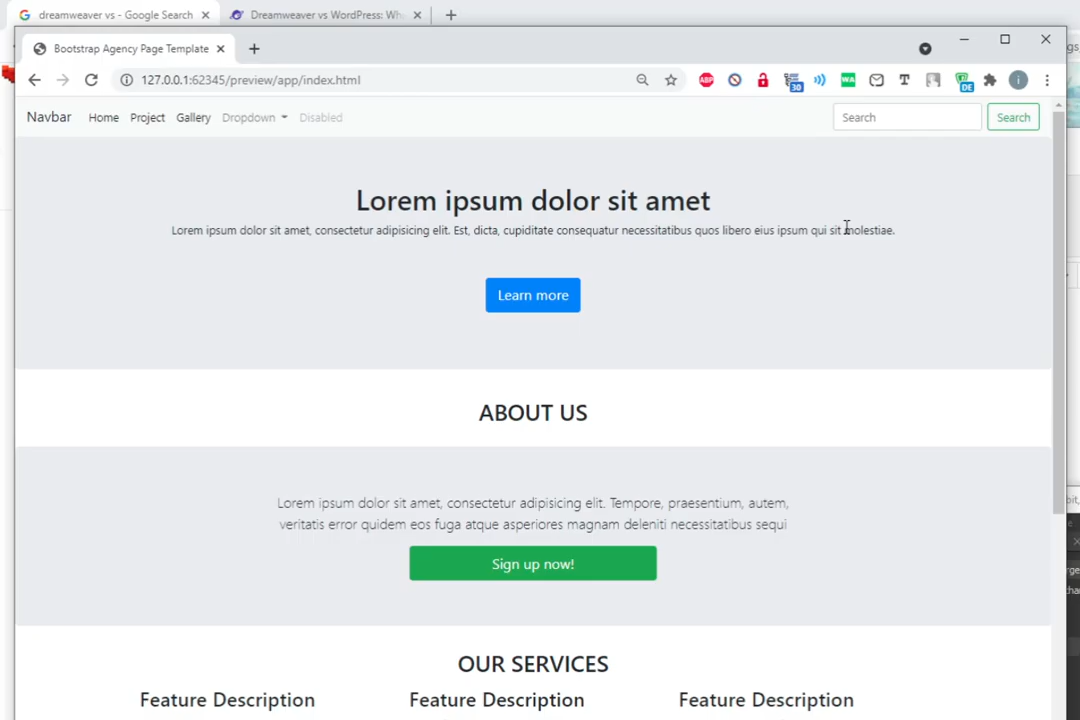 dreamweaver vs - Google Search
Dreamweaver vs WordPress: Wh
Bootstrap Agency Page Template
127.0.0.1:62345/preview/app/index.html
ABP
30
WA
T
DE
i
Navbar
Home
Project
Gallery
Dropdown
Disabled
Search
Search
Lorem ipsum dolor sit amet
Lorem ipsum dolor sit amet, consectetur adipisicing elit. Est, dicta, cupiditate consequatur necessitatibus quos libero eius ipsum qui sit molestiae.
Learn more
ABOUT US
Lorem ipsum dolor sit amet, consectetur adipisicing elit. Tempore, praesentium, autem,
veritatis error quidem eos fuga atque asperiores magnam deleniti necessitatibus sequi
Sign up now!
OUR SERVICES
Feature Description
Feature Description
Feature Description